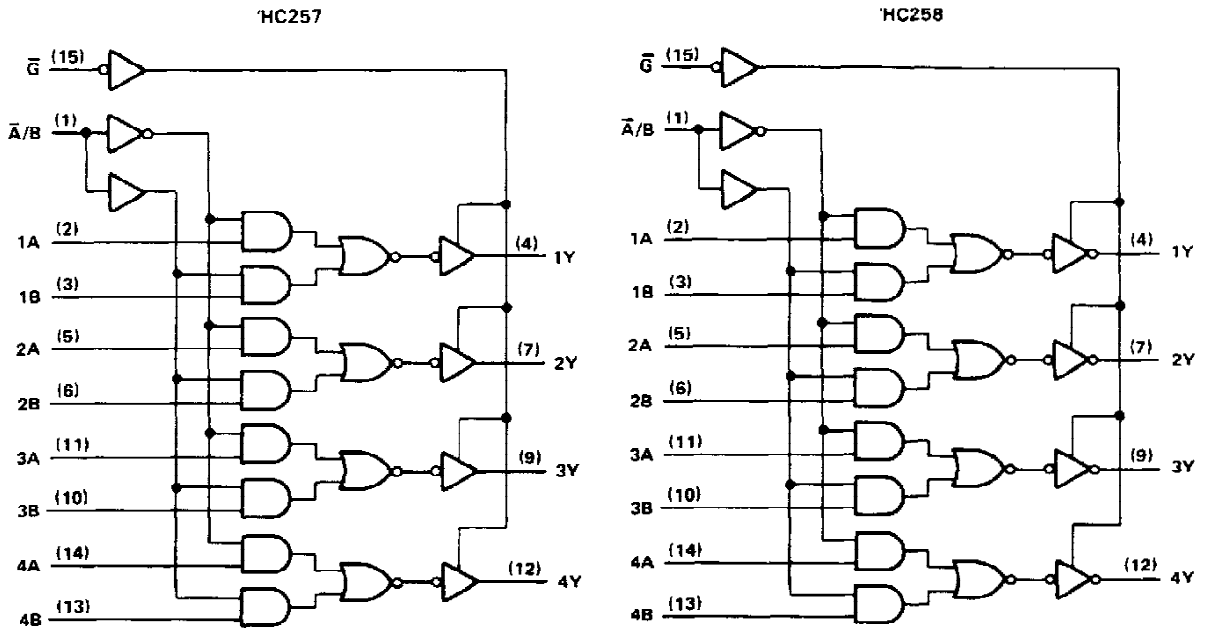 'HC257
G̅ (15)
A̅/B (1)
1A (2)
(4) 1Y
1B (3)
2A (5)
(7) 2Y
2B (6)
3A (11)
(9) 3Y
3B (10)
4A (14)
(12) 4Y
4B (13)
'HC258
G̅ (15)
A̅/B (1)
1A (2)
(4) 1Y
1B (3)
2A (5)
(7) 2Y
2B (6)
3A (11)
(9) 3Y
3B (10)
4A (14)
(12) 4Y
4B (13)